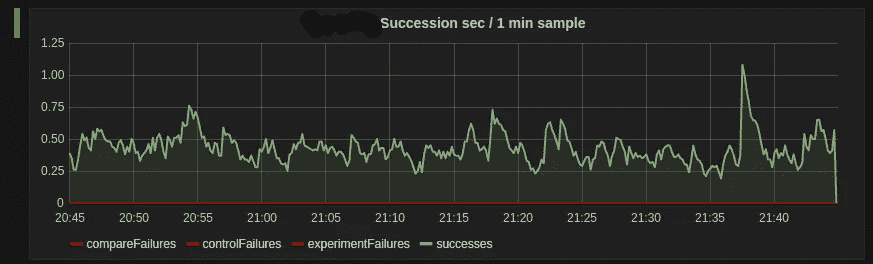 Succession sec / 1 min sample
1.25
1.00
0.75
0.50
0.25
0
20:45 20:50 20:55 21:00 21:05 21:10 21:15 21:20 21:25 21:30 21:35 21:40
compareFailures controlFailures experimentFailures successes